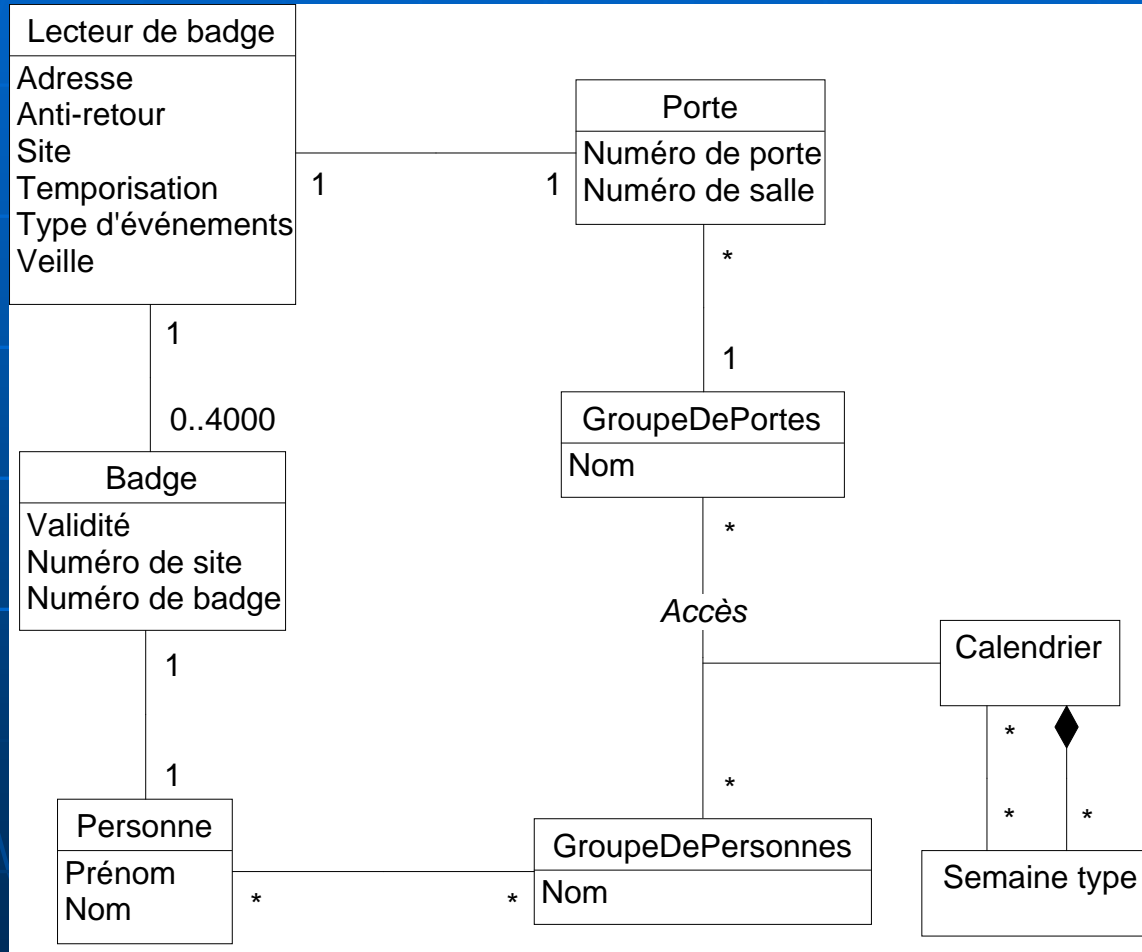 Lecteur de badge
Adresse
Anti-retour
Site
Temporisation
Type d'événements
Veille
Porte
Numéro de porte
Numéro de salle
1
1
*
1
1
0..4000
GroupeDePortes
Nom
Badge
Validité
Numéro de site
Numéro de badge
*
Accès
Calendrier
1
1
*
*
*
*
Personne
Prénom
Nom
*
*
GroupeDePersonnes
Nom
Semaine type